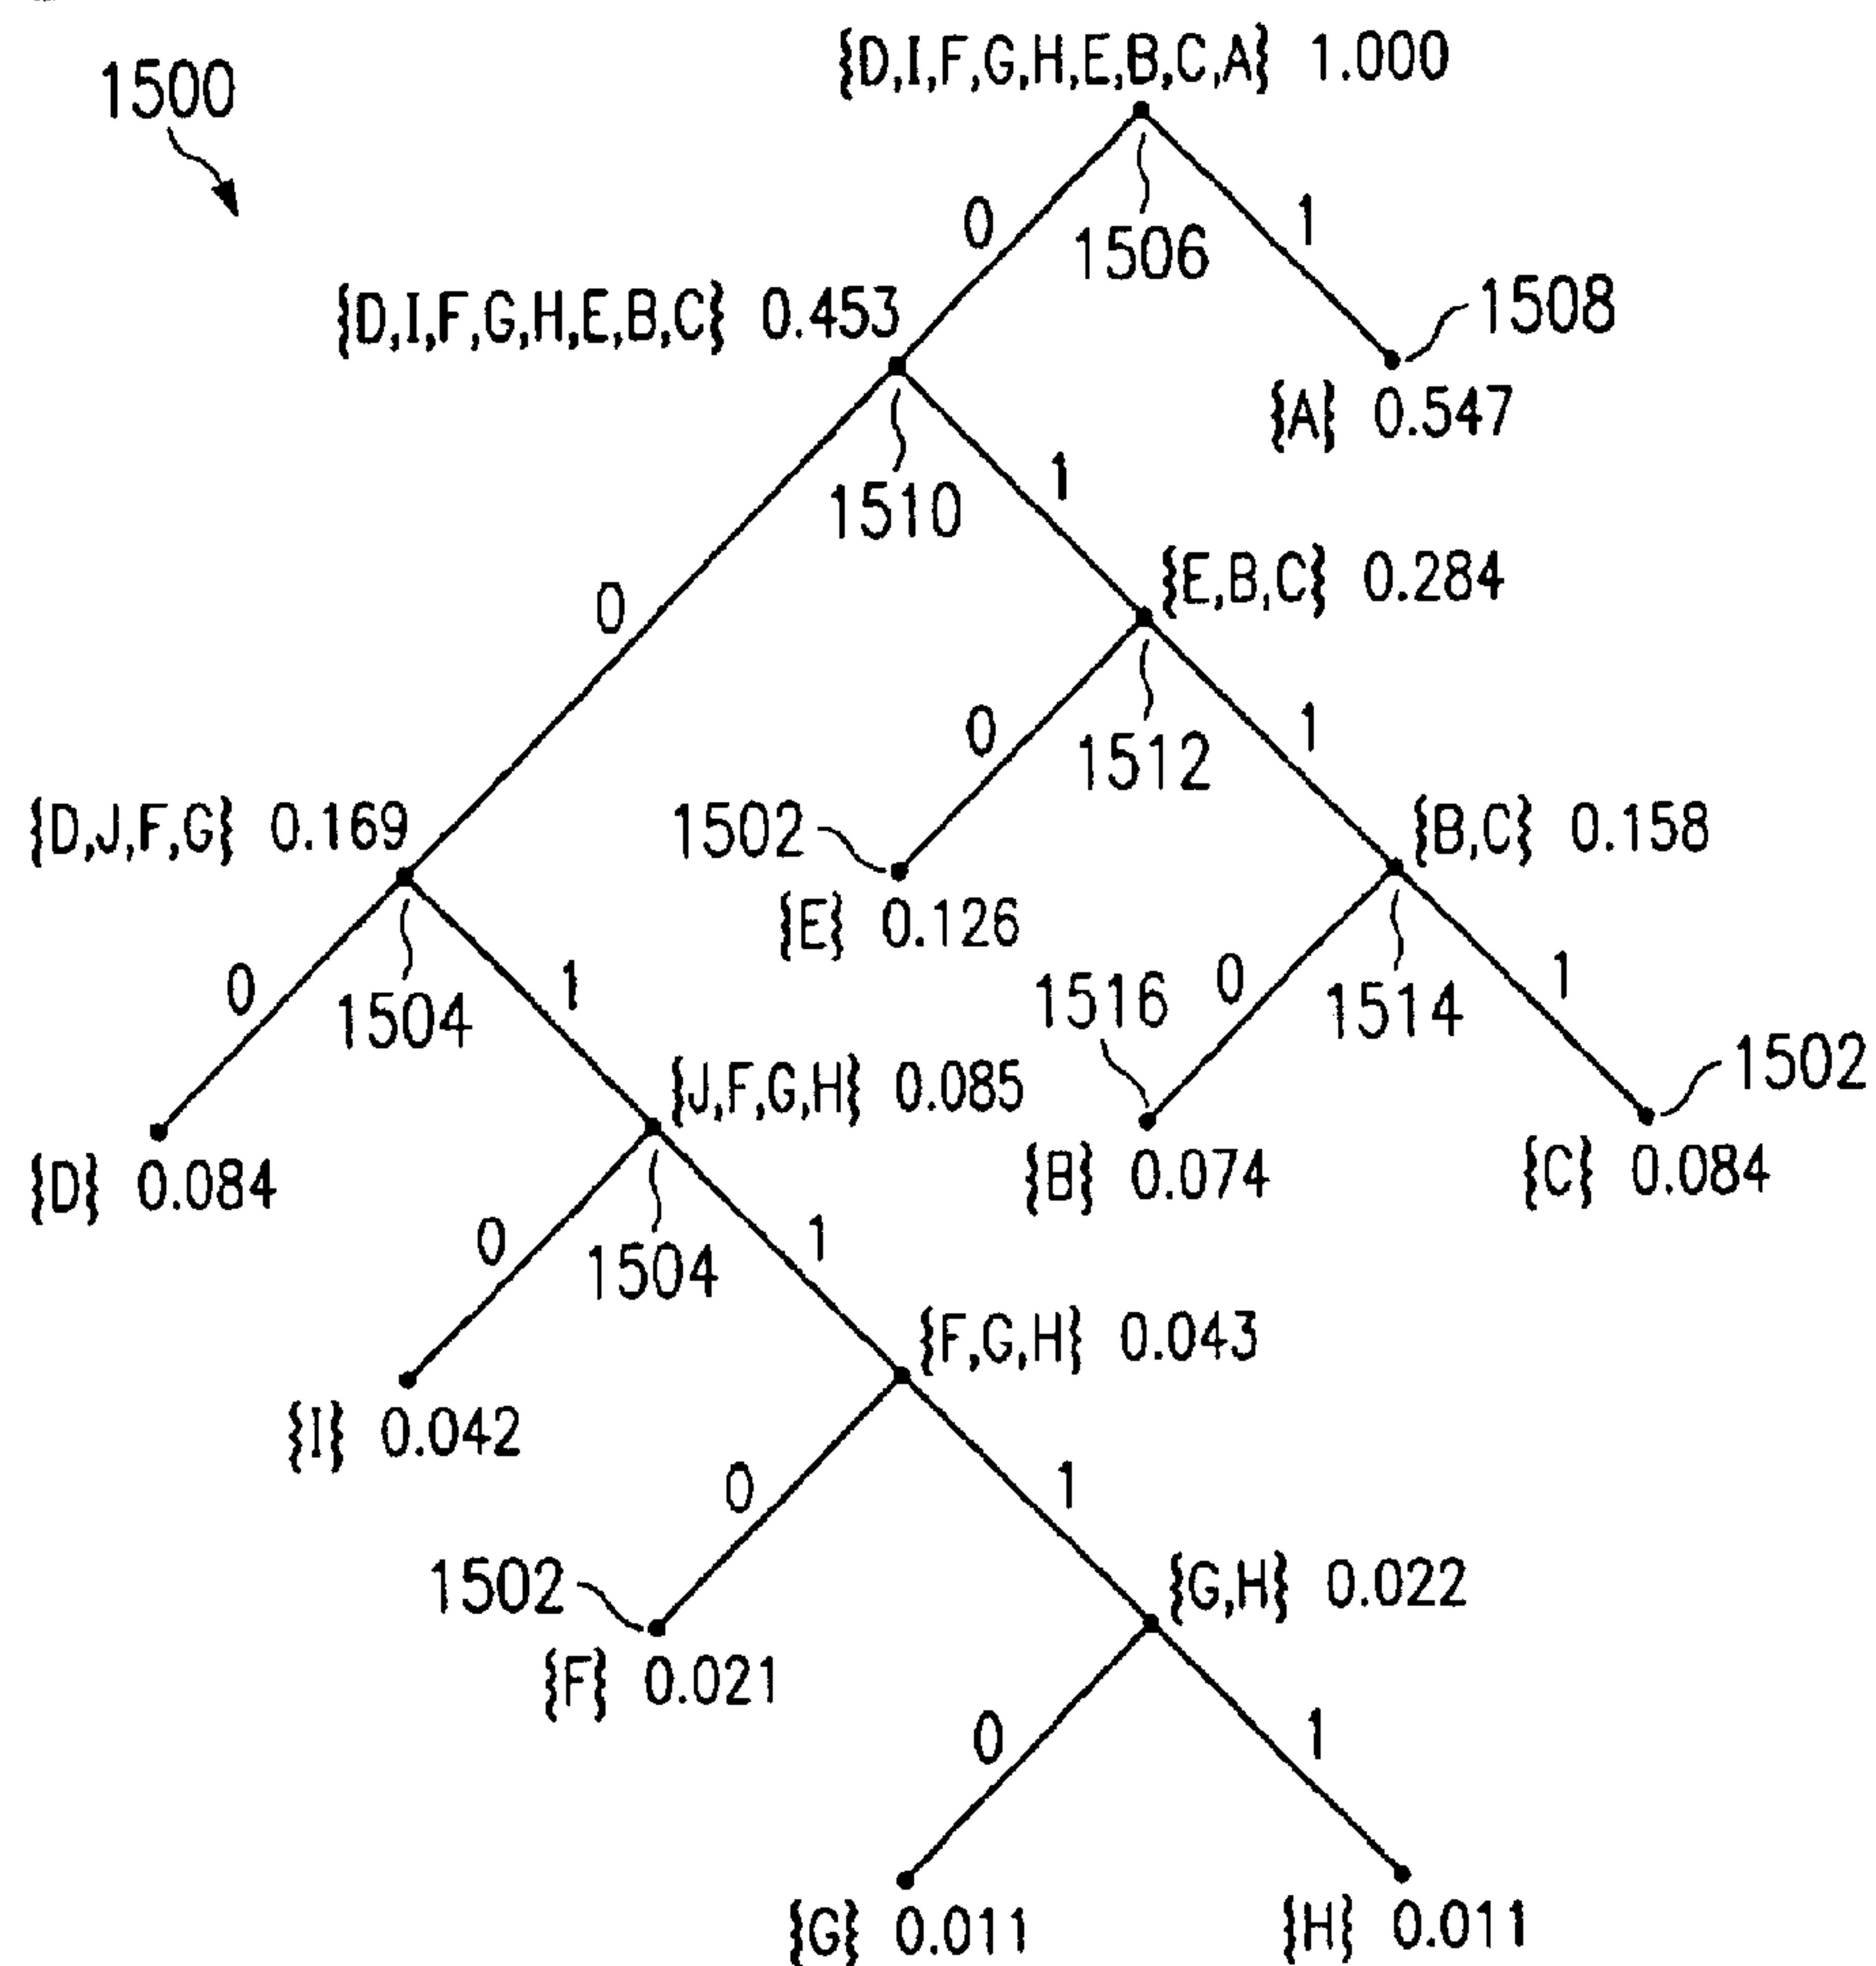 {D,I,F,G,H,E,B,C,A} 1.000
1500
0
1506
1
{D,I,F,G,H,E,B,C} 0.453
1508
{A} 0.547
1510
1
{E,B,C} 0.284
0
0
1512
1
{D,J,F,G} 0.169
1502
{B,C} 0.158
{E} 0.126
0
1504
1
1516
0
1514
1
{J,F,G,H} 0.085
1502
{D} 0.084
{B} 0.074
{C} 0.084
0
1504
1
{F,G,H} 0.043
{I} 0.042
0
1
1502
{G,H} 0.022
{F} 0.021
0
1
{G} 0.011
{H} 0.011